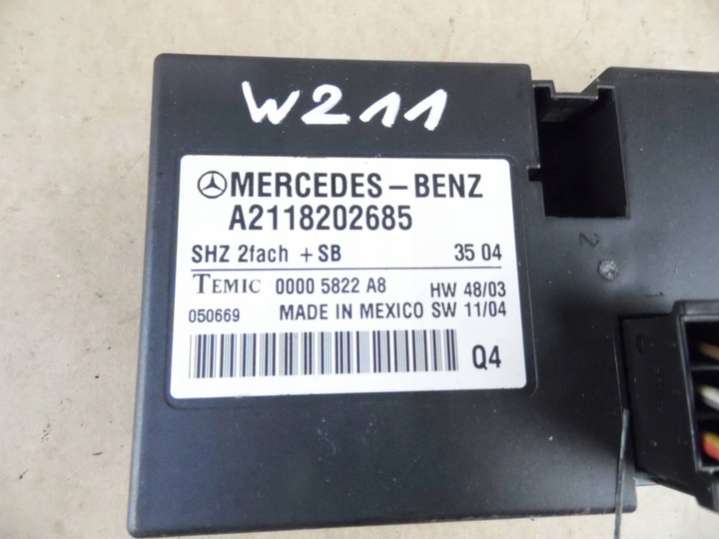 W211
MERCEDES-BENZ
A2118202685
SHZ 2fach +SB 35 04
TEMIC 0000 5822 A8 HW 48/03
050669 MADE IN MEXICO SW 11/04
Q4
2